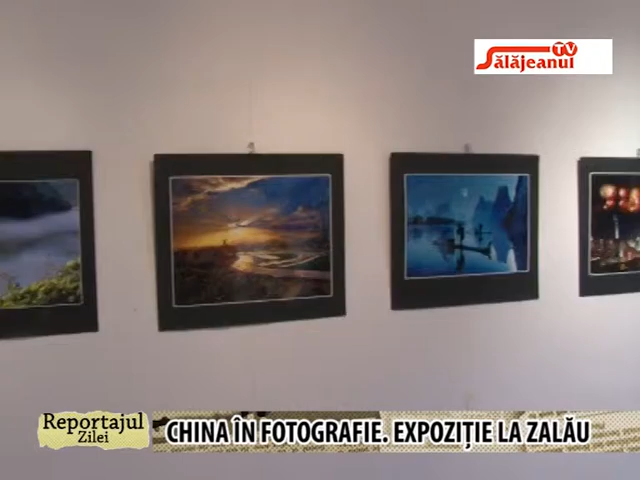 Sălăjeanul TV
Reportajul
Zilei
CHINA ÎN FOTOGRAFIE. EXPOZIȚIE LA ZALĂU